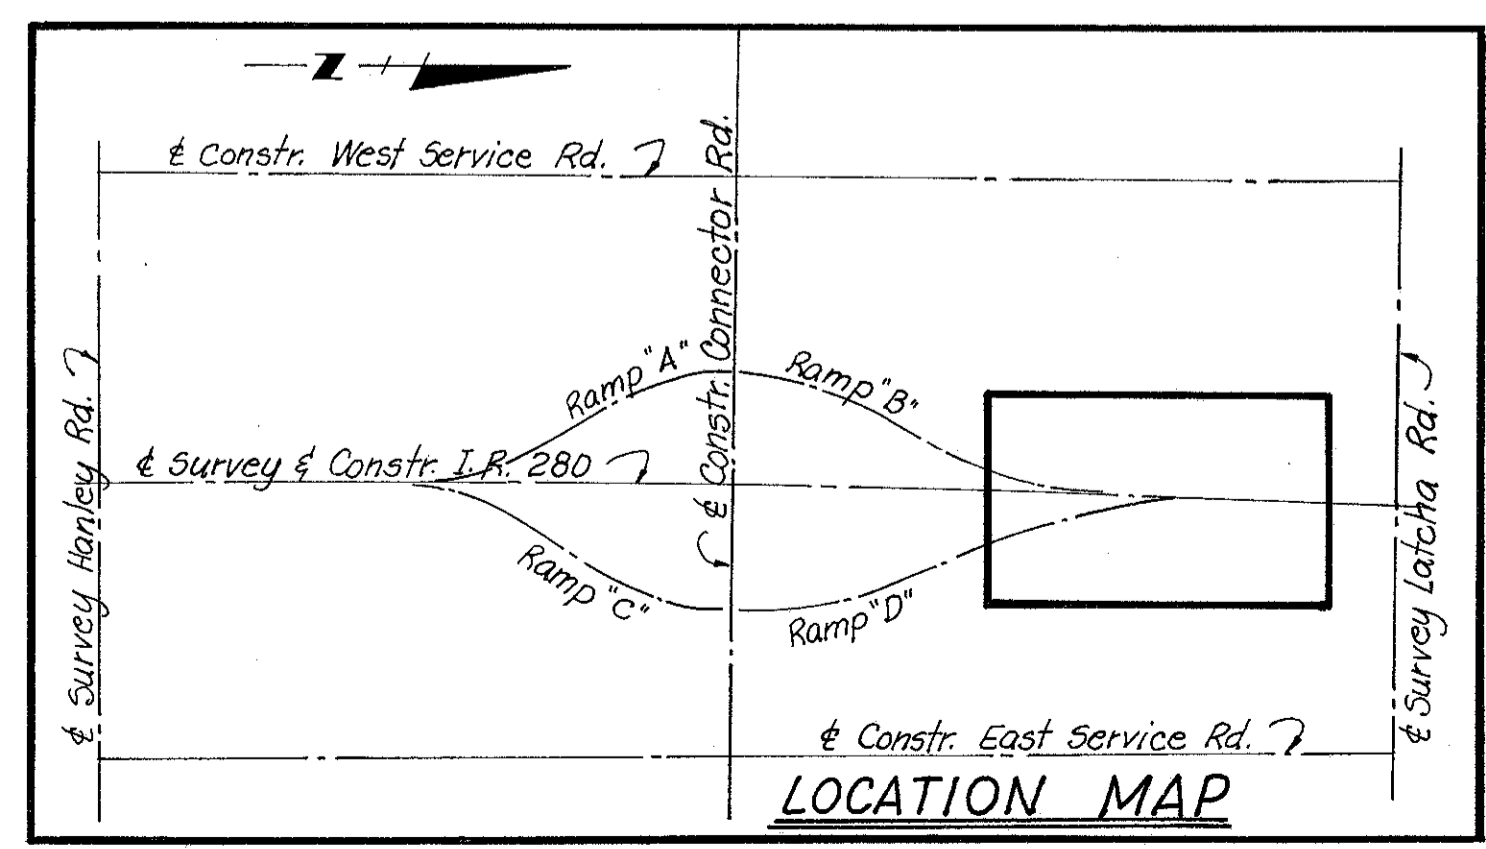 N
℄ Constr. West Service Rd.
℄ Constr. Connector Rd.
Ramp "A"
Ramp "B"
℄ Survey & Constr. I.R. 280
℄ Survey Hanley Rd.
℄ Survey Latcha Rd.
Ramp "C"
Ramp "D"
℄ Constr. East Service Rd.
LOCATION MAP